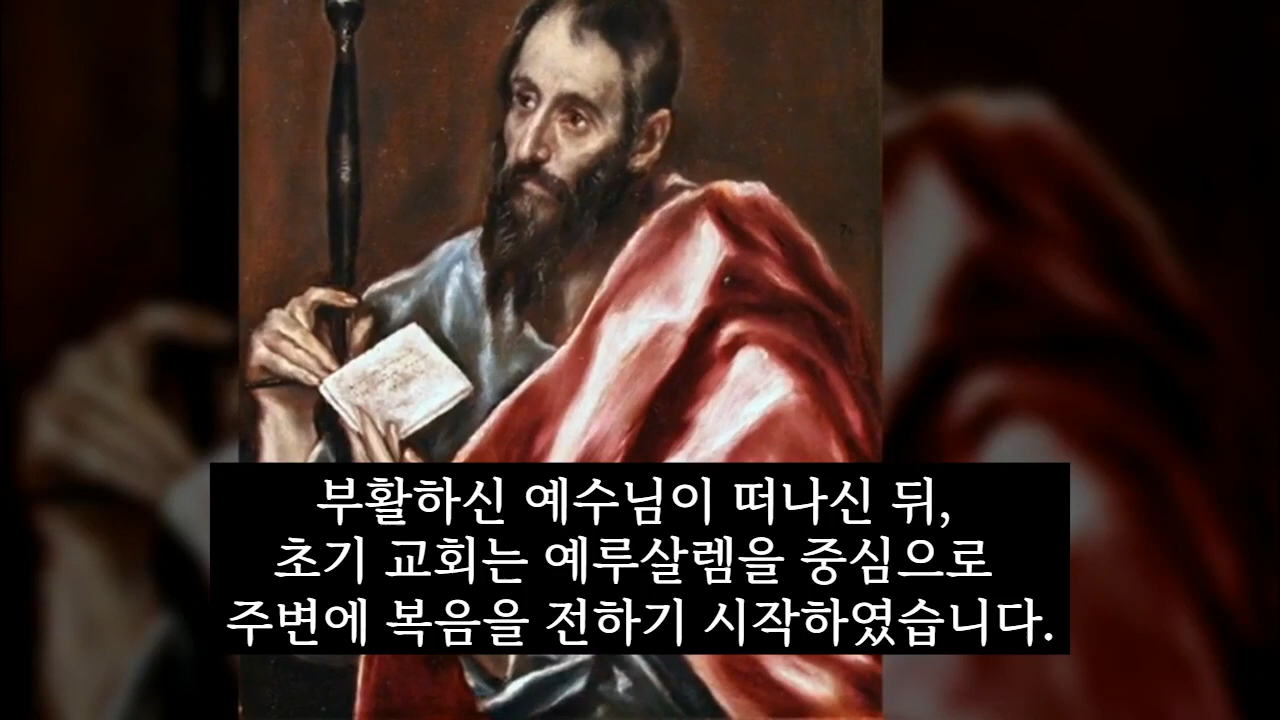 부활하신 예수님이 떠나신 뒤,
초기 교회는 예루살렘을 중심으로
주변에 복음을 전하기 시작하였습니다.